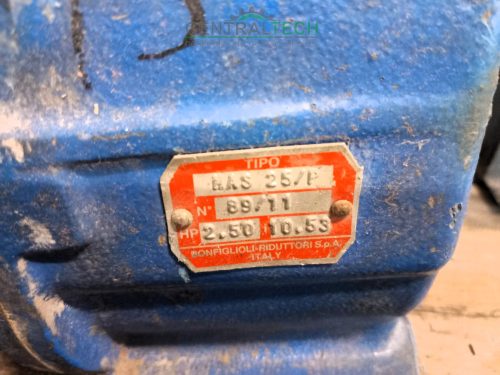 CENTRALTECH
TIPO
MAS 25/P
N° 89/11
HP 2.50 10.53
BONFIGLIOLI-RIDUTTORI S.p.A.
ITALY